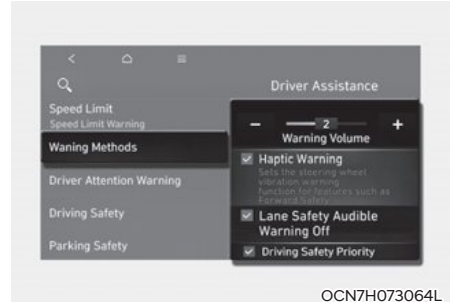 Driver Assistance
Speed Limit
Speed Limit Warning
Waning Methods
Driver Attention Warning
Driving Safety
Parking Safety
− 2 +
Warning Volume
Haptic Warning
Sets the steering wheel
vibration warning
function for features such as
Forward Safety
Lane Safety Audible
Warning Off
Driving Safety Priority
OCN7H073064L